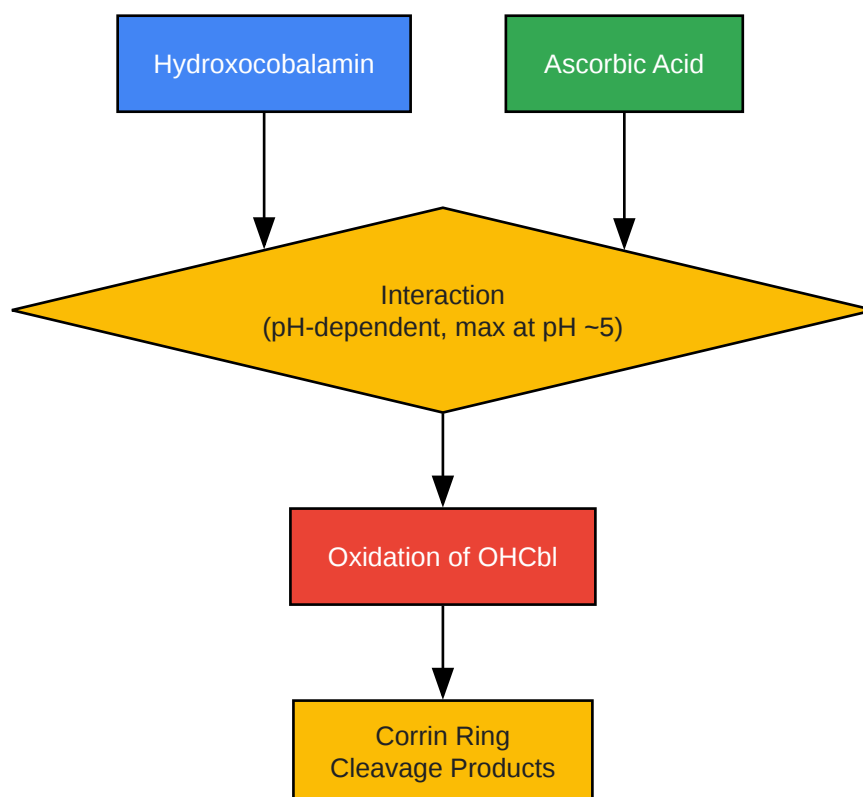 Hydroxocobalamin
Ascorbic Acid
Interaction
(pH-dependent, max at pH ~5)
Oxidation of OHCbl
Corrin Ring
Cleavage Products